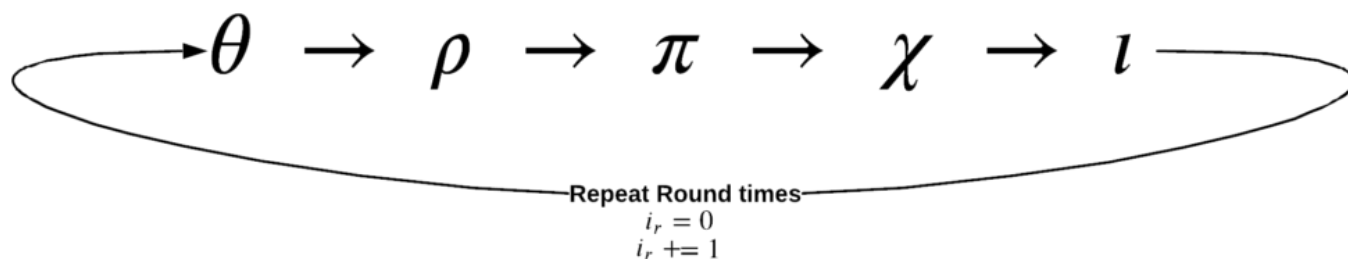 θ → ρ → π → χ → ι
Repeat Round times
i_r = 0
i_r += 1